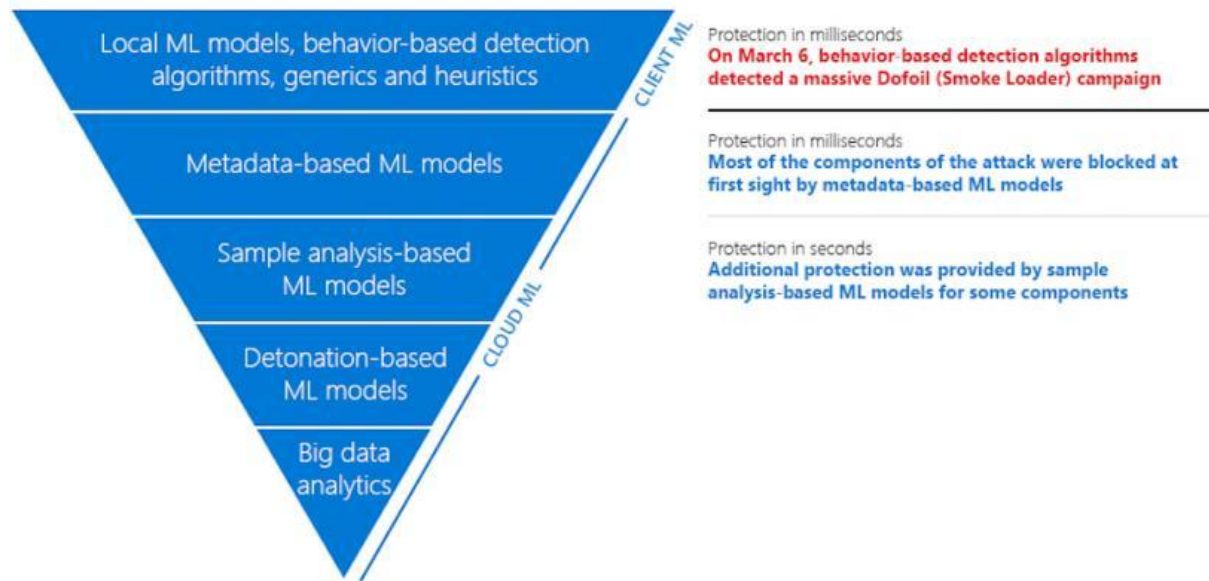 Local ML models, behavior-based detection
algorithms, generics and heuristics
Metadata-based ML models
Sample analysis-based
ML models
Detonation-based
ML models
Big data
analytics
CLIENT ML
CLOUD ML
Protection in milliseconds
On March 6, behavior-based detection algorithms
detected a massive Dofoil (Smoke Loader) campaign
Protection in milliseconds
Most of the components of the attack were blocked at
first sight by metadata-based ML models
Protection in seconds
Additional protection was provided by sample
analysis-based ML models for some components